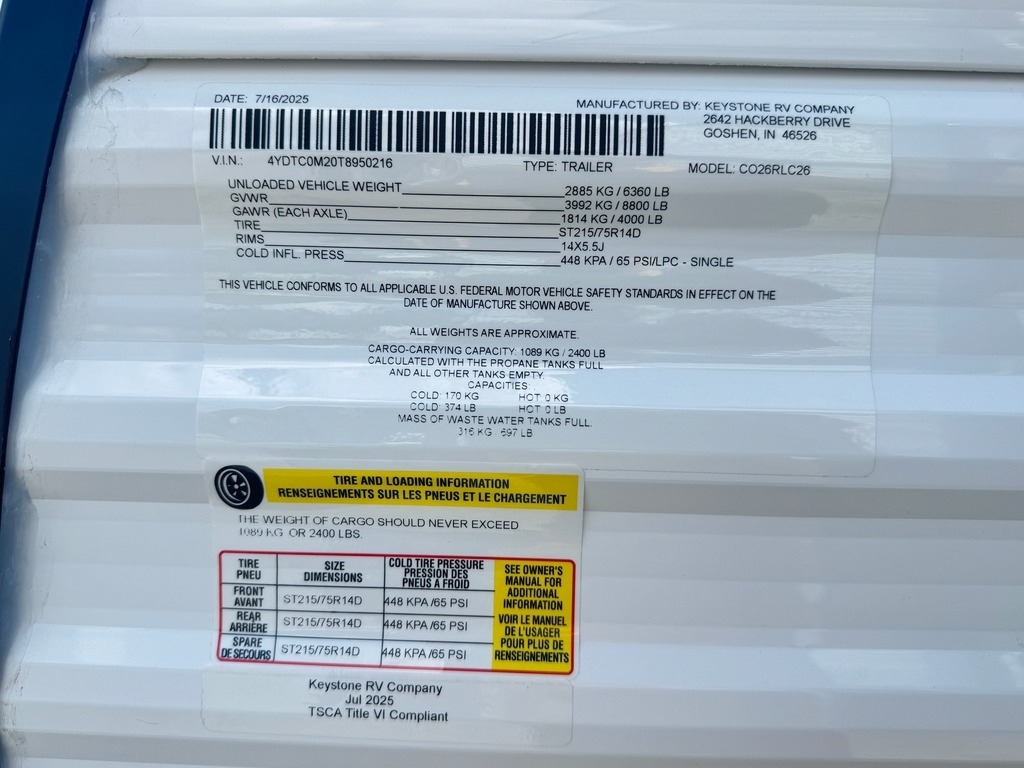 DATE: 7/16/2025
MANUFACTURED BY: KEYSTONE RV COMPANY
2642 HACKBERRY DRIVE
GOSHEN, IN 46526
V.I.N.: 4YDTC0M20T8950216 TYPE: TRAILER MODEL: CO26RLC26
UNLOADED VEHICLE WEIGHT 2885 KG / 6360 LB
GVWR 3992 KG / 8800 LB
GAWR (EACH AXLE) 1814 KG / 4000 LB
TIRE ST215/75R14D
RIMS 14X5.5J
COLD INFL. PRESS 448 KPA / 65 PSI/LPC - SINGLE
THIS VEHICLE CONFORMS TO ALL APPLICABLE U.S. FEDERAL MOTOR VEHICLE SAFETY STANDARDS IN EFFECT ON THE
DATE OF MANUFACTURE SHOWN ABOVE.
ALL WEIGHTS ARE APPROXIMATE.
CARGO-CARRYING CAPACITY: 1089 KG / 2400 LB
CALCULATED WITH THE PROPANE TANKS FULL
AND ALL OTHER TANKS EMPTY.
CAPACITIES:
COLD: 170 KG HOT: 0 KG
COLD: 374 LB HOT: 0 LB
MASS OF WASTE WATER TANKS FULL:
316 KG / 697 LB
TIRE AND LOADING INFORMATION
RENSEIGNEMENTS SUR LES PNEUS ET LE CHARGEMENT
THE WEIGHT OF CARGO SHOULD NEVER EXCEED
1089 KG OR 2400 LBS.
TIRE
PNEU
SIZE
DIMENSIONS
COLD TIRE PRESSURE
PRESSION DES
PNEUS A FROID
FRONT
AVANT
ST215/75R14D
448 KPA /65 PSI
REAR
ARRIÈRE
ST215/75R14D
448 KPA /65 PSI
SPARE
DE SECOURS
ST215/75R14D
448 KPA /65 PSI
SEE OWNER'S
MANUAL FOR
ADDITIONAL
INFORMATION
VOIR LE MANUEL
DE L'USAGER
POUR PLUS DE
RENSEIGNEMENTS
Keystone RV Company
Jul 2025
TSCA Title VI Compliant